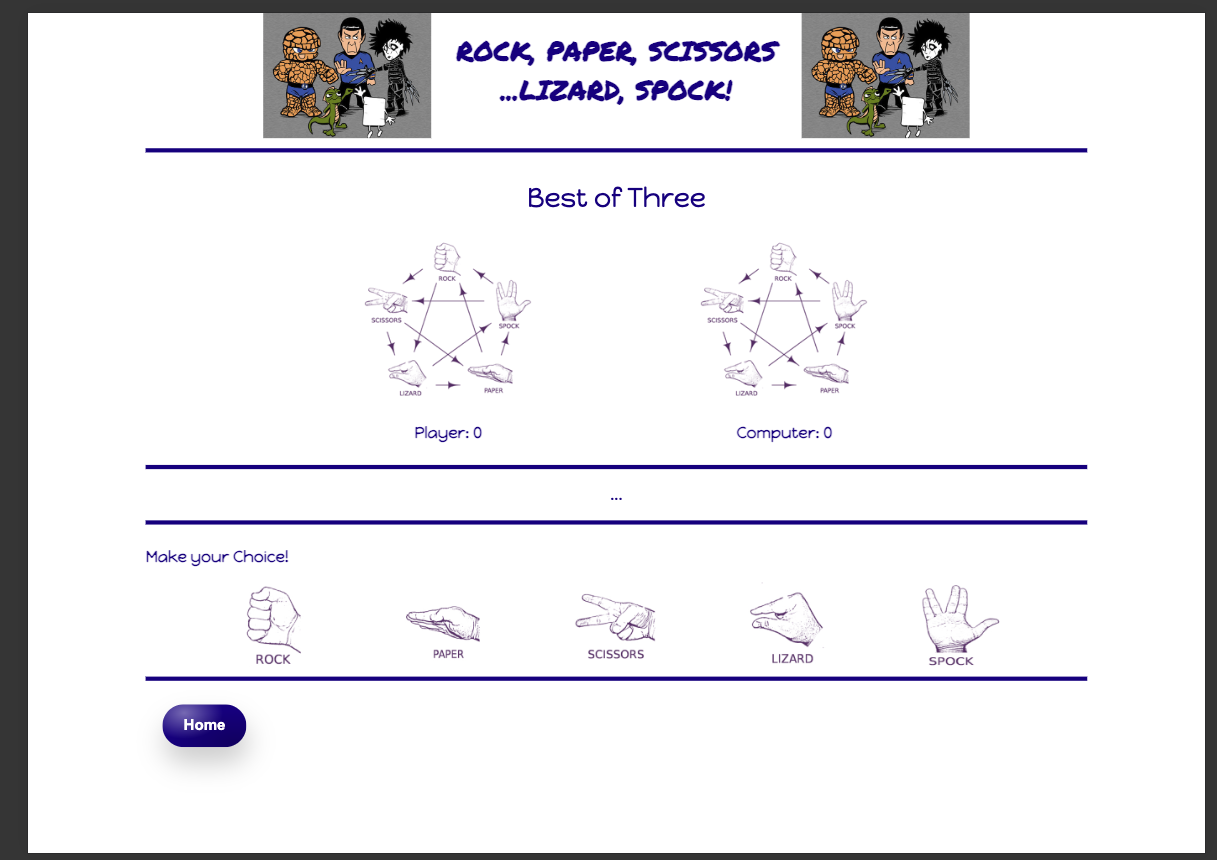 ROCK, PAPER, SCISSORS
...LIZARD, SPOCK!
Best of Three
ROCK
SCISSORS
SPOCK
LIZARD
PAPER
ROCK
SCISSORS
SPOCK
LIZARD
PAPER
Player: 0
Computer: 0
...
Make your Choice!
ROCK
PAPER
SCISSORS
LIZARD
SPOCK
Home